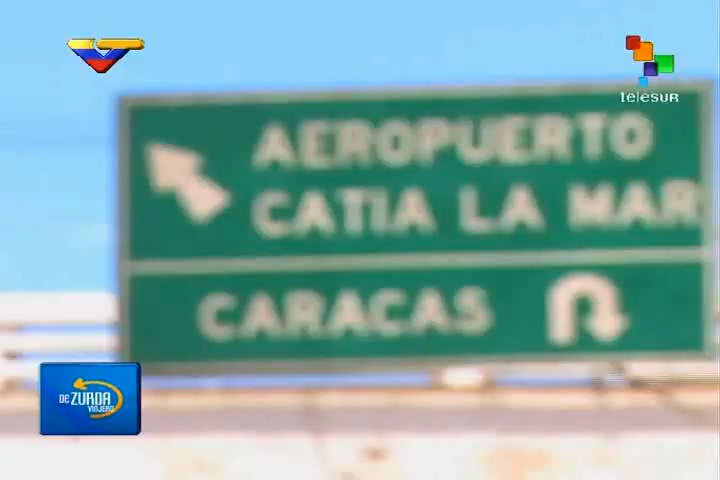 telesur
AEROPUERTO
CATIA LA MAR
CARACAS
DE ZURDA
VIAJERO